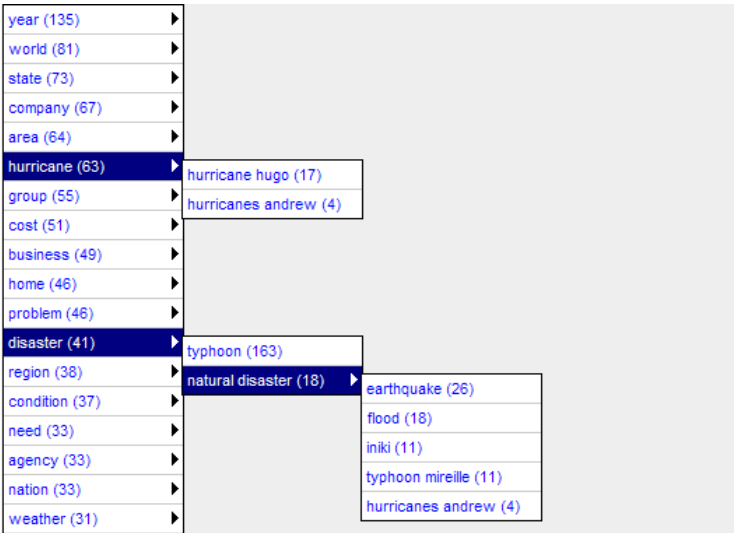 year (135)
world (81)
state (73)
company (67)
area (64)
hurricane (63)
hurricane hugo (17)
hurricanes andrew (4)
group (55)
cost (51)
business (49)
home (46)
problem (46)
disaster (41)
typhoon (163)
natural disaster (18)
earthquake (26)
flood (18)
iniki (11)
typhoon mireille (11)
hurricanes andrew (4)
region (38)
condition (37)
need (33)
agency (33)
nation (33)
weather (31)